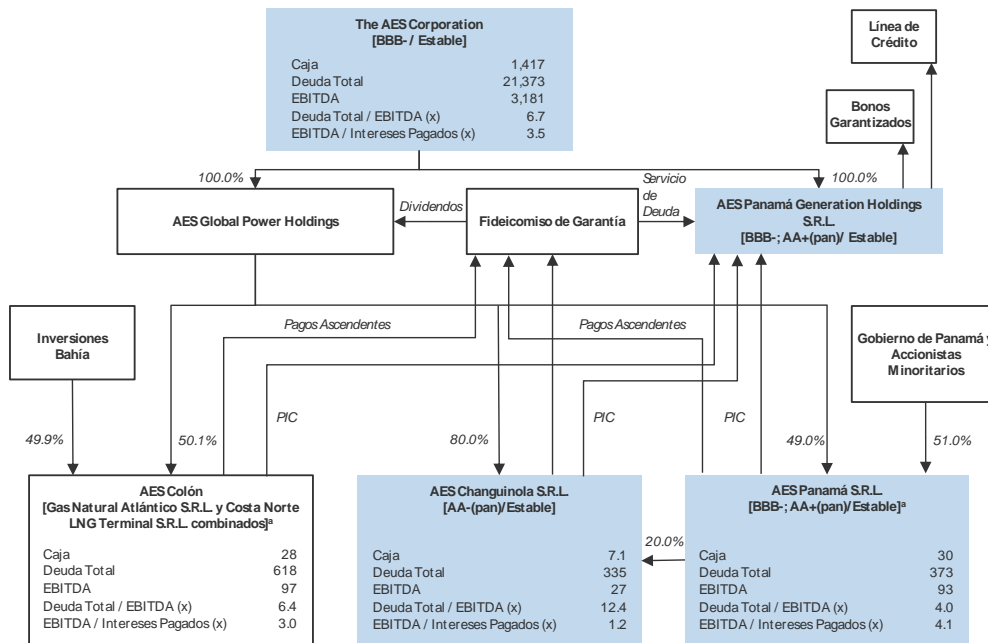 The AES Corporation
[BBB- / Estable]
Caja 1,417
Deuda Total 21,373
EBITDA 3,181
Deuda Total / EBITDA (x) 6.7
EBITDA / Intereses Pagados (x) 3.5
Línea de
Crédito
Bonos
Garantizados
100.0%
100.0%
AES Global Power Holdings
Dividendos
Fideicomiso de Garantía
Servicio
de
Deuda
AES Panamá Generation Holdings
S.R.L.
[BBB-; AA+(pan)/ Estable]
Inversiones
Bahía
Pagos Ascendentes
Pagos Ascendentes
Gobierno de Panamá y
Accionistas
Minoritarios
PIC
PIC
PIC
49.9%
50.1%
80.0%
49.0%
51.0%
AES Colón
[Gas Natural Atlántico S.R.L. y Costa Norte
LNG Terminal S.R.L. combinados]ª
Caja 28
Deuda Total 618
EBITDA 97
Deuda Total / EBITDA (x) 6.4
EBITDA / Intereses Pagados (x) 3.0
AES Changuinola S.R.L.
[AA-(pan)/Estable]
Caja 7.1
Deuda Total 335
EBITDA 27
Deuda Total / EBITDA (x) 12.4
EBITDA / Intereses Pagados (x) 1.2
20.0%
AES Panamá S.R.L.
[BBB-; AA+(pan)/Estable]ª
Caja 30
Deuda Total 373
EBITDA 93
Deuda Total / EBITDA (x) 4.0
EBITDA / Intereses Pagados (x) 4.1